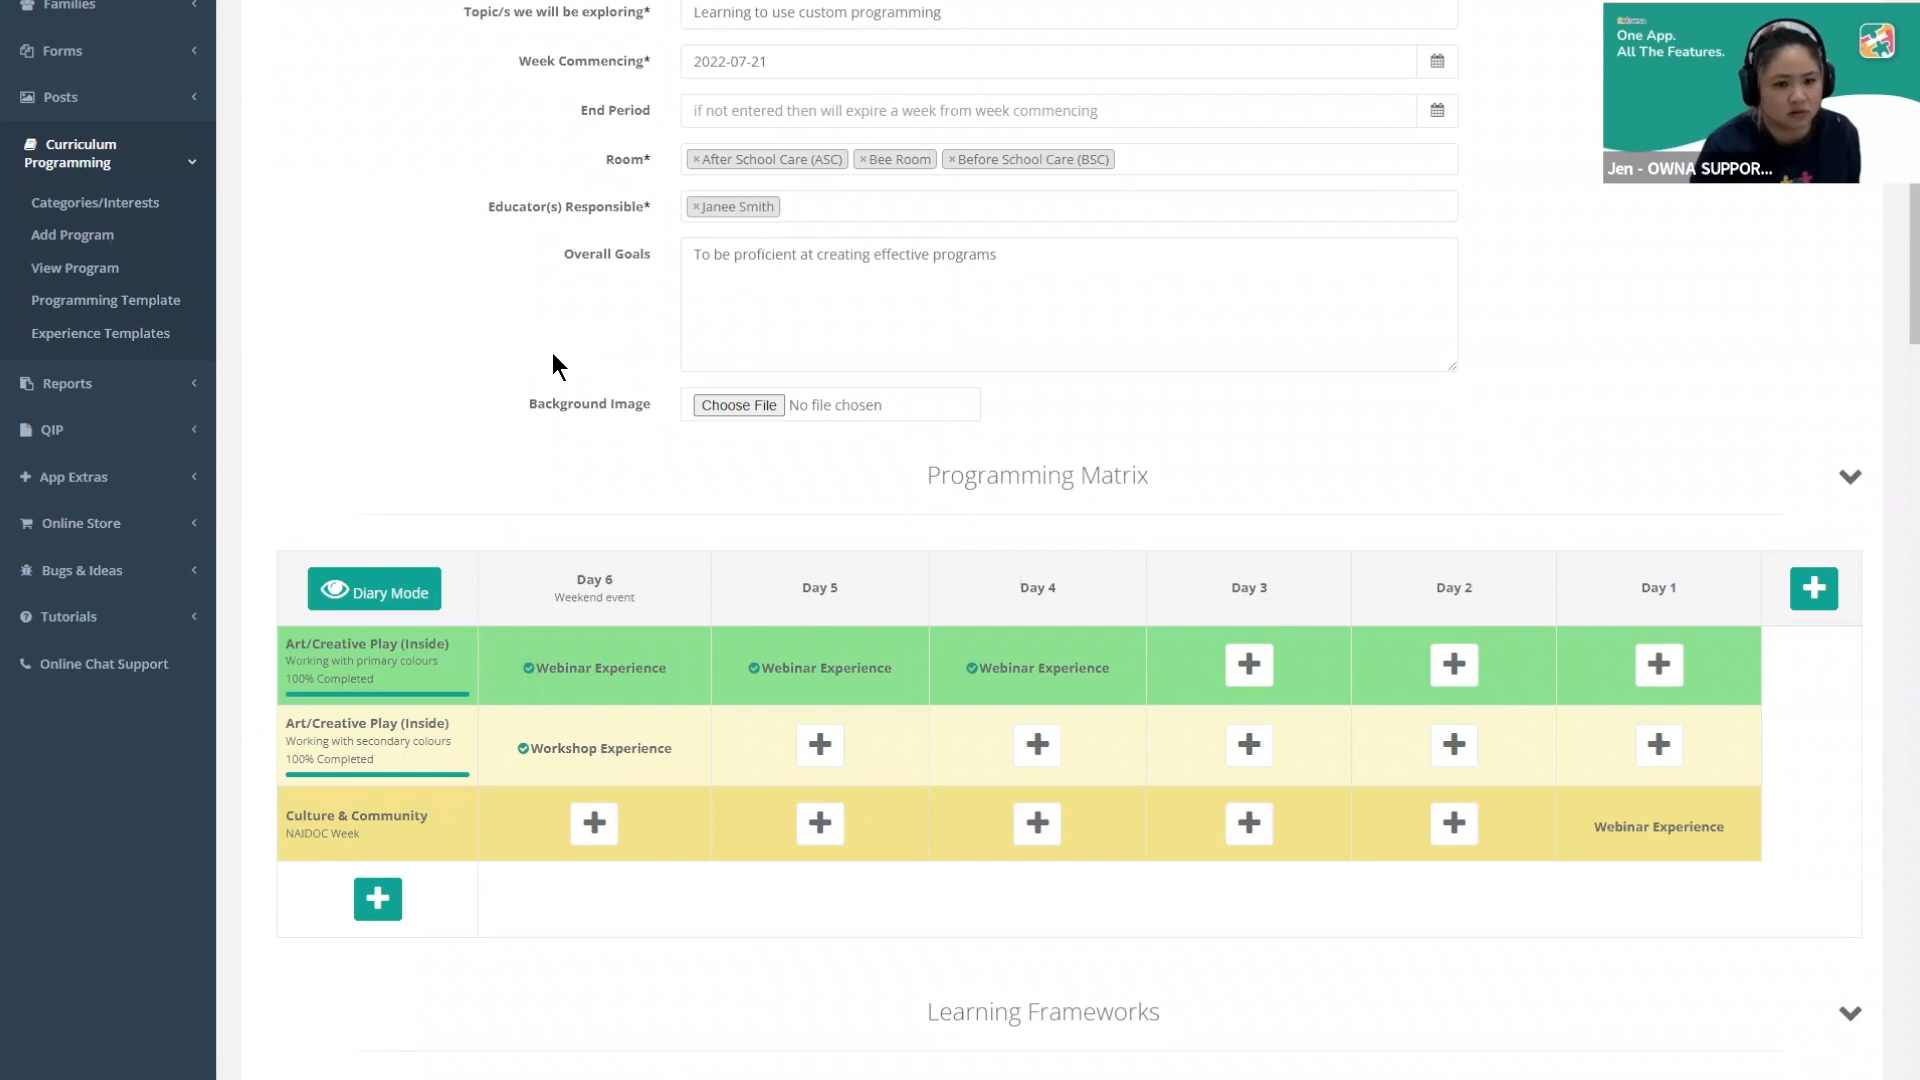 Families
Forms
Posts
Curriculum
Programming
Categories/Interests
Add Program
View Program
Programming Template
Experience Templates
Reports
QIP
App Extras
Online Store
Bugs & Ideas
Tutorials
Online Chat Support
Topic/s we will be exploring*
Learning to use custom programming
Week Commencing*
2022-07-21
End Period
if not entered then will expire a week from week commencing
Room*
×After School Care (ASC) ×Bee Room ×Before School Care (BSC)
Educator(s) Responsible*
×Janee Smith
Overall Goals
To be proficient at creating effective programs
Background Image
Choose File No file chosen
One App.
All The Features.
Jen - OWNA SUPPOR...
Programming Matrix
Diary Mode
Day 6
Weekend event
Day 5
Day 4
Day 3
Day 2
Day 1
Art/Creative Play (Inside)
Working with primary colours
100% Completed
Webinar Experience
Webinar Experience
Webinar Experience
Art/Creative Play (Inside)
Working with secondary colours
100% Completed
Workshop Experience
Culture & Community
NAIDOC Week
Webinar Experience
Learning Frameworks